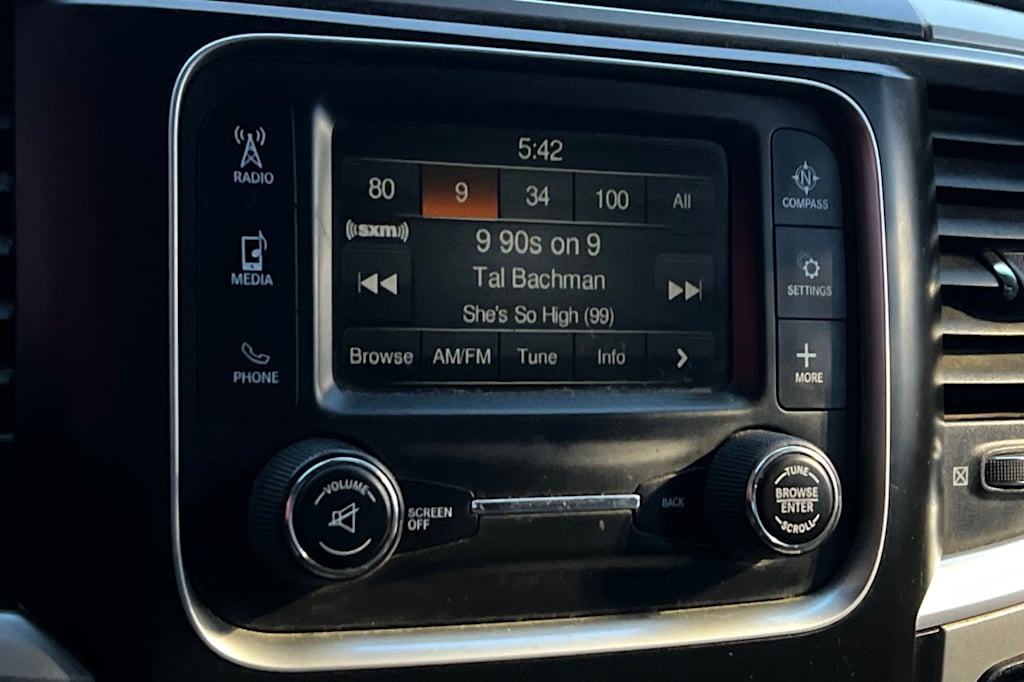 5:42
80 9 34 100 All
((sxm))
9 90s on 9
Tal Bachman
She's So High (99)
Browse AM/FM Tune Info
RADIO
MEDIA
PHONE
N
COMPASS
SETTINGS
MORE
VOLUME
SCREEN
OFF
BACK
TUNE
BROWSE
ENTER
SCROLL